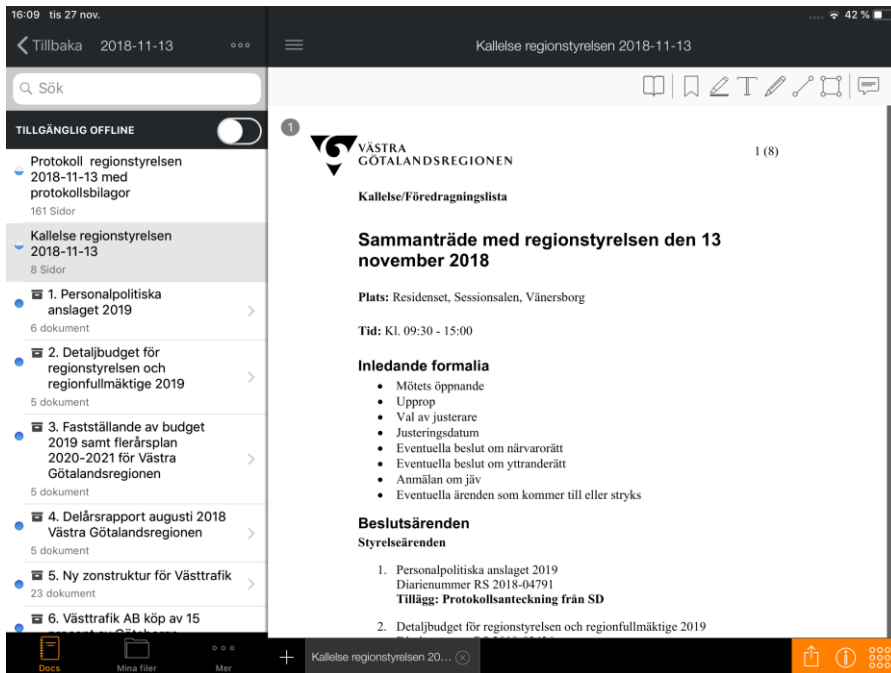 16:09 tis 27 nov.
42 %
Tillbaka 2018-11-13
Kallelse regionstyrelsen 2018-11-13
Sök
TILLGÄNGLIG OFFLINE
Protokoll regionstyrelsen
2018-11-13 med
protokollsbilagor
161 Sidor
Kallelse regionstyrelsen
2018-11-13
8 Sidor
1. Personalpolitiska
anslaget 2019
6 dokument
2. Detaljbudget för
regionstyrelsen och
regionfullmäktige 2019
5 dokument
3. Fastställande av budget
2019 samt flerårsplan
2020-2021 för Västra
Götalandsregionen
5 dokument
4. Delårsrapport augusti 2018
Västra Götalandsregionen
5 dokument
5. Ny zonstruktur för Västtrafik
23 dokument
6. Västtrafik AB köp av 15
Docs
Mina filer
Mer
1
VÄSTRA
GÖTALANDSREGIONEN
1 (8)
Kallelse/Föredragningslista
Sammanträde med regionstyrelsen den 13
november 2018
Plats: Residenset, Sessionsalen, Vänersborg
Tid: Kl. 09:30 - 15:00
Inledande formalia
• Mötets öppnande
• Upprop
• Val av justerare
• Justeringsdatum
• Eventuella beslut om närvarorätt
• Eventuella beslut om yttranderätt
• Anmälan om jäv
• Eventuella ärenden som kommer till eller stryks
Beslutsärenden
Styrelseärenden
1. Personalpolitiska anslaget 2019
Diarienummer RS 2018-04791
Tillägg: Protokollsanteckning från SD
2. Detaljbudget för regionstyrelsen och regionfullmäktige 2019
Kallelse regionstyrelsen 20...